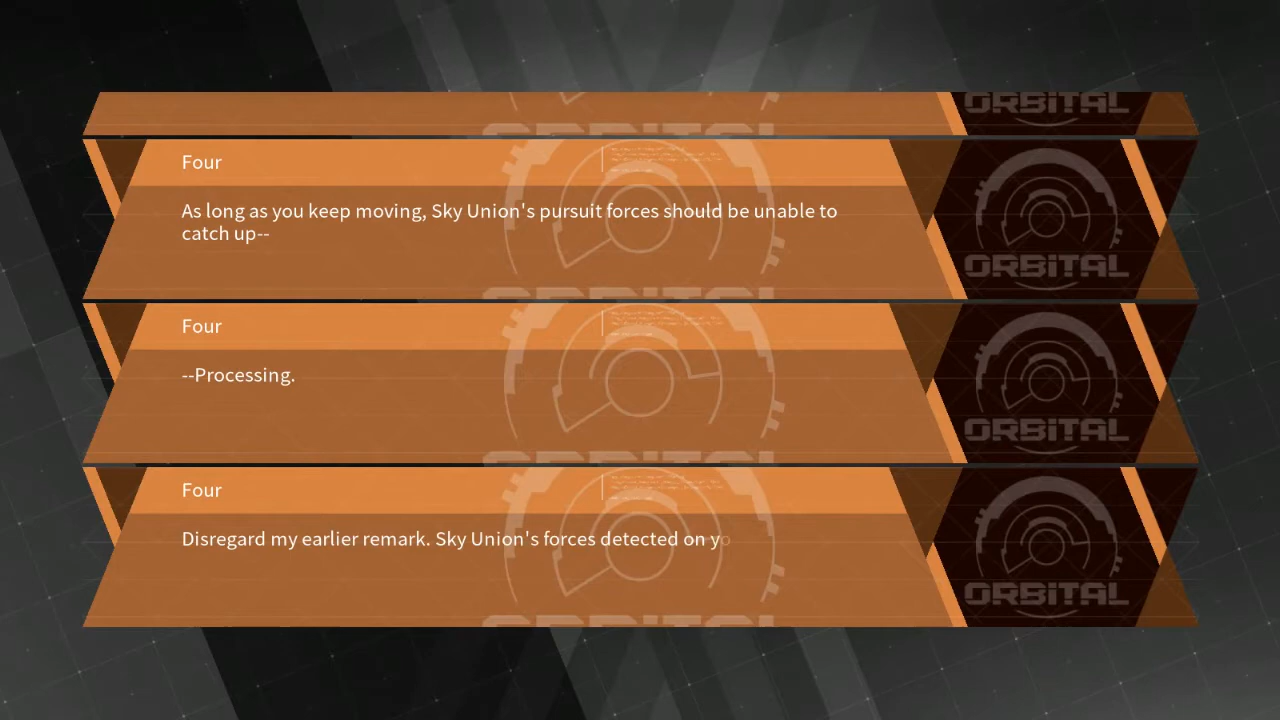 ORBITAL
Four
As long as you keep moving, Sky Union's pursuit forces should be unable to
catch up--
ORBITAL
Four
--Processing.
ORBITAL
Four
Disregard my earlier remark. Sky Union's forces detected on yo
ORBITAL